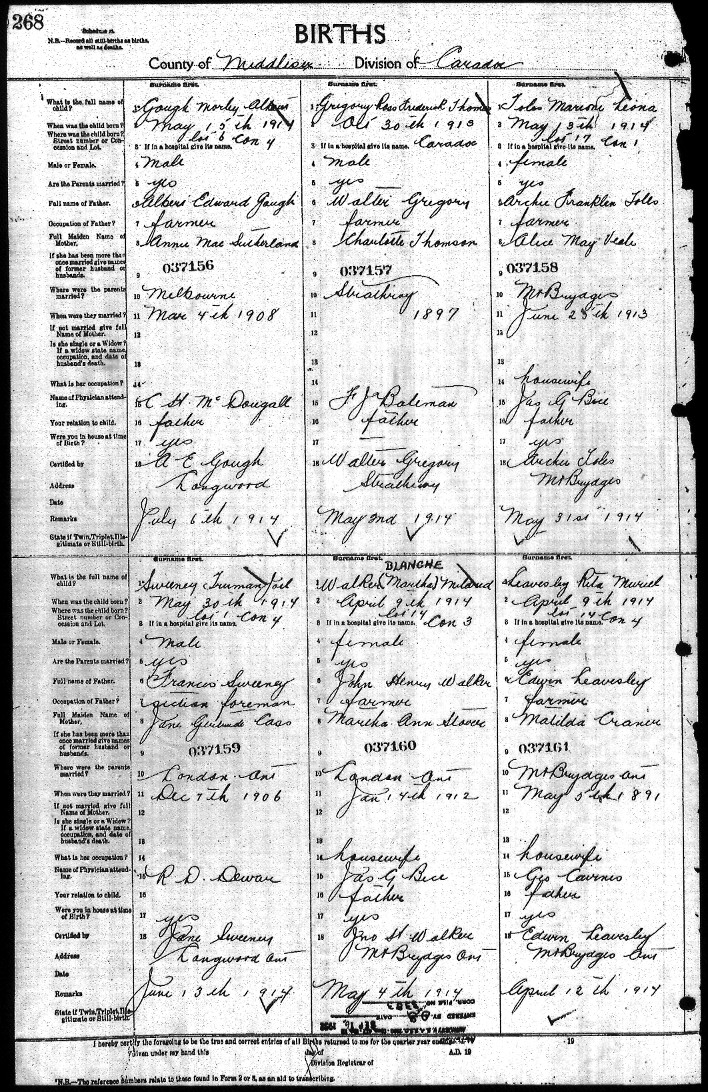 268
Schedule A.
N.B.—Record all still-births as births, as well as deaths.
BIRTHS
County of Middlesex Division of Caradoc
Surname first. Surname first. Surname first.
What is the full name of child? 1 Gough Morley 1 Gregory Ross Frederick Thomas 1 Toles Marion Leona
When was the child born? 2 May 15th 1914 2 Oct 30th 1913 2 May 13th 1914
Where was the child born? Street number or Concession and Lot. Lot 6 Con 4 Lot 17 Con 1
3 If in a hospital give its name. 3 If in a hospital give its name. Caradoc 3 If in a hospital give its name.
Male or Female. 4 male 4 male 4 female
Are the Parents married? 5 yes 5 yes 5 yes
Full name of Father. 6 Albert Edward Gough 6 Walter Gregory 6 Archie Franklin Toles
Occupation of Father? 7 farmer 7 farmer 7 farmer
Full Maiden Name of Mother. 8 Annie Mae Sutherland 8 Charlotte Thomson 8 Alice May Veale
If she has been more than once married give names of former husband or husbands. 9 037156 9 037157 9 037158
Where were the parents married? 10 Melbourne 10 Strathroy 10 Mt Brydges
When were they married? 11 Mar 4th 1908 11 1897 11 June 25th 1913
If not married give full Name of Mother. 12 12 12
Is she single or a Widow? If a widow state name, occupation, and date of husband's death. 13 13 13
What is her occupation? 14 14 14 housewife
Name of Physician attending. 15 C St McDougall 15 F J Bateman 15 Jas G Bice
Your relation to child. 16 father 16 father 16 father
Were you in house at time of Birth? 17 yes 17 — 17 yes
Certified by 18 A E Gough 18 Walter Gregory 18 Archie Toles
Address Longwood Strathroy Mt Brydges
Date
Remarks July 6th 1914 May 2nd 1914 May 31st 1914
State if Twin, Triplet, Illegitimate or Still-birth.
Surname first. Surname first. Surname first.
BLANCHE
What is the full name of child? 1 Sweeney Truman Joel 1 Walker (Martha) Mildred 1 Leavesley Rita Muriel
When was the child born? 2 May 30th 1914 2 April 9th 1914 2 April 9th 1914
Where was the child born? Street number or Concession and Lot. Lot 1 Con 4 Lot 14 Con 3 Lot 14 Con 4
3 If in a hospital give its name. 3 If in a hospital give its name. 3 If in a hospital give its name.
Male or Female. 4 male 4 female 4 female
Are the Parents married? 5 yes 5 yes 5 yes
Full name of Father. 6 Francis Sweeney 6 John Henry Walker 6 Edwin Leavesley
Occupation of Father? 7 section foreman 7 farmer 7 farmer
Full Maiden Name of Mother. 8 Jane Gertrude Cass 8 Martha Ann Stover 8 Matilda Craner
If she has been more than once married give names of former husband or husbands. 9 037159 9 037160 9 037161
Where were the parents married? 10 London Ont 10 London Ont 10 Mt Brydges Ont
When were they married? 11 Dec 7th 1906 11 Jan 14th 1912 11 May 5th 1891
If not married give full Name of Mother. 12 12 12
Is she single or a Widow? If a widow state name, occupation, and date of husband's death. 13 13 13
What is her occupation? 14 14 housewife 14 housewife
Name of Physician attending. 15 R. D. Dewar 15 Jas G Bice 15 Geo
Your relation to child. 16 16 father 16 father
Were you in house at time of Birth? 17 yes 17 yes 17 yes
Certified by 18 Jane Sweeney 18 Jno St Walker 18 Edwin Leavesley
Address Longwood Ont Mt Brydges Ont Mt Brydges Ont
Date
Remarks June 13th 1914 May 4th 1914 April 12th 1914
State if Twin, Triplet, Illegitimate or Still-birth.
I hereby certify the foregoing to be the true and correct entries of all Births returned to me for the quarter year ending 19
Given under my hand this day of A.D. 19
Division Registrar of
*N.B.—The reference numbers relate to those found in Form 2 or 3, as an aid to transcribing.